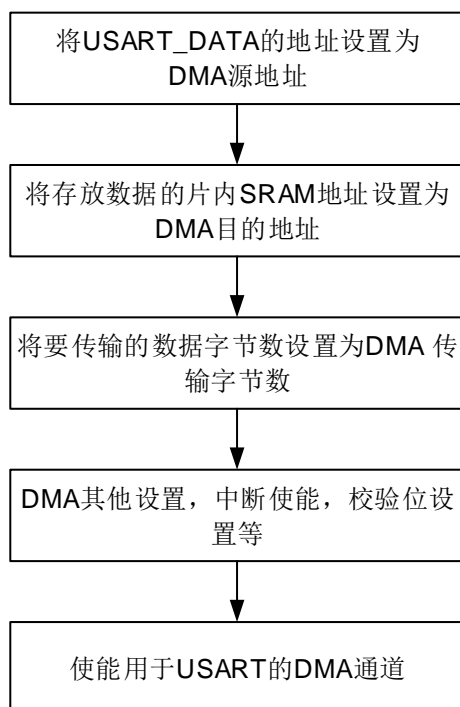 将USART_DATA的地址设置为
DMA源地址
将存放数据的片内SRAM地址设置为
DMA目的地址
将要传输的数据字节数设置为DMA 传
输字节数
DMA其他设置，中断使能，校验位设
置等
使能用于USART的DMA通道